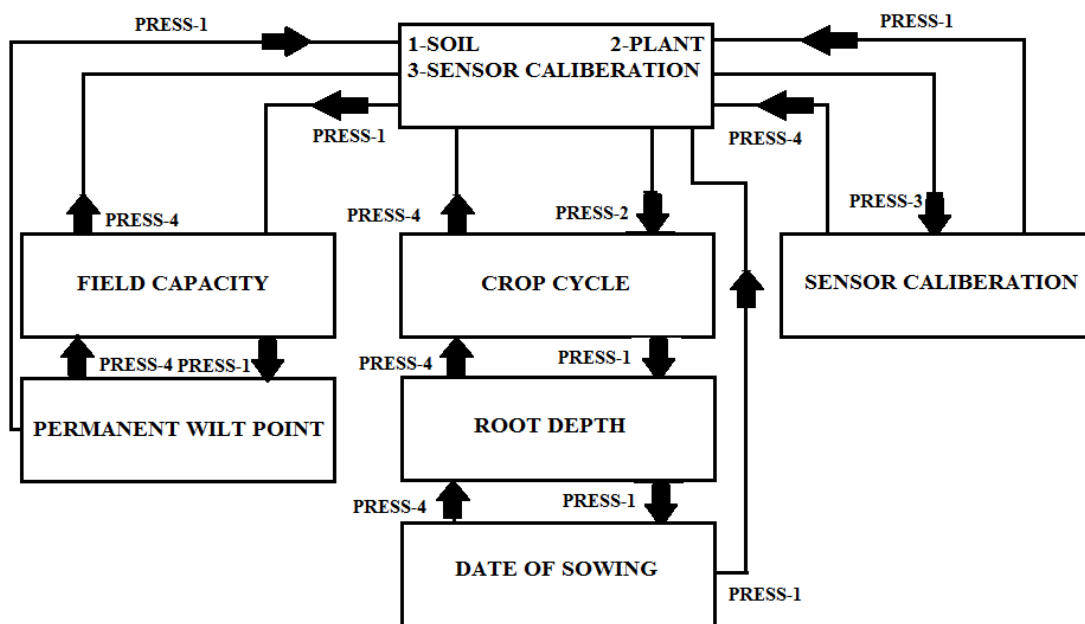 PRESS-1
PRESS-1
1-SOIL 2-PLANT
3-SENSOR CALIBERATION
PRESS-1
PRESS-4
PRESS-4
PRESS-4
PRESS-2
PRESS-3
FIELD CAPACITY
CROP CYCLE
SENSOR CALIBERATION
PRESS-4
PRESS-1
PRESS-4
PRESS-1
PERMANENT WILT POINT
ROOT DEPTH
PRESS-4
PRESS-1
DATE OF SOWING
PRESS-1